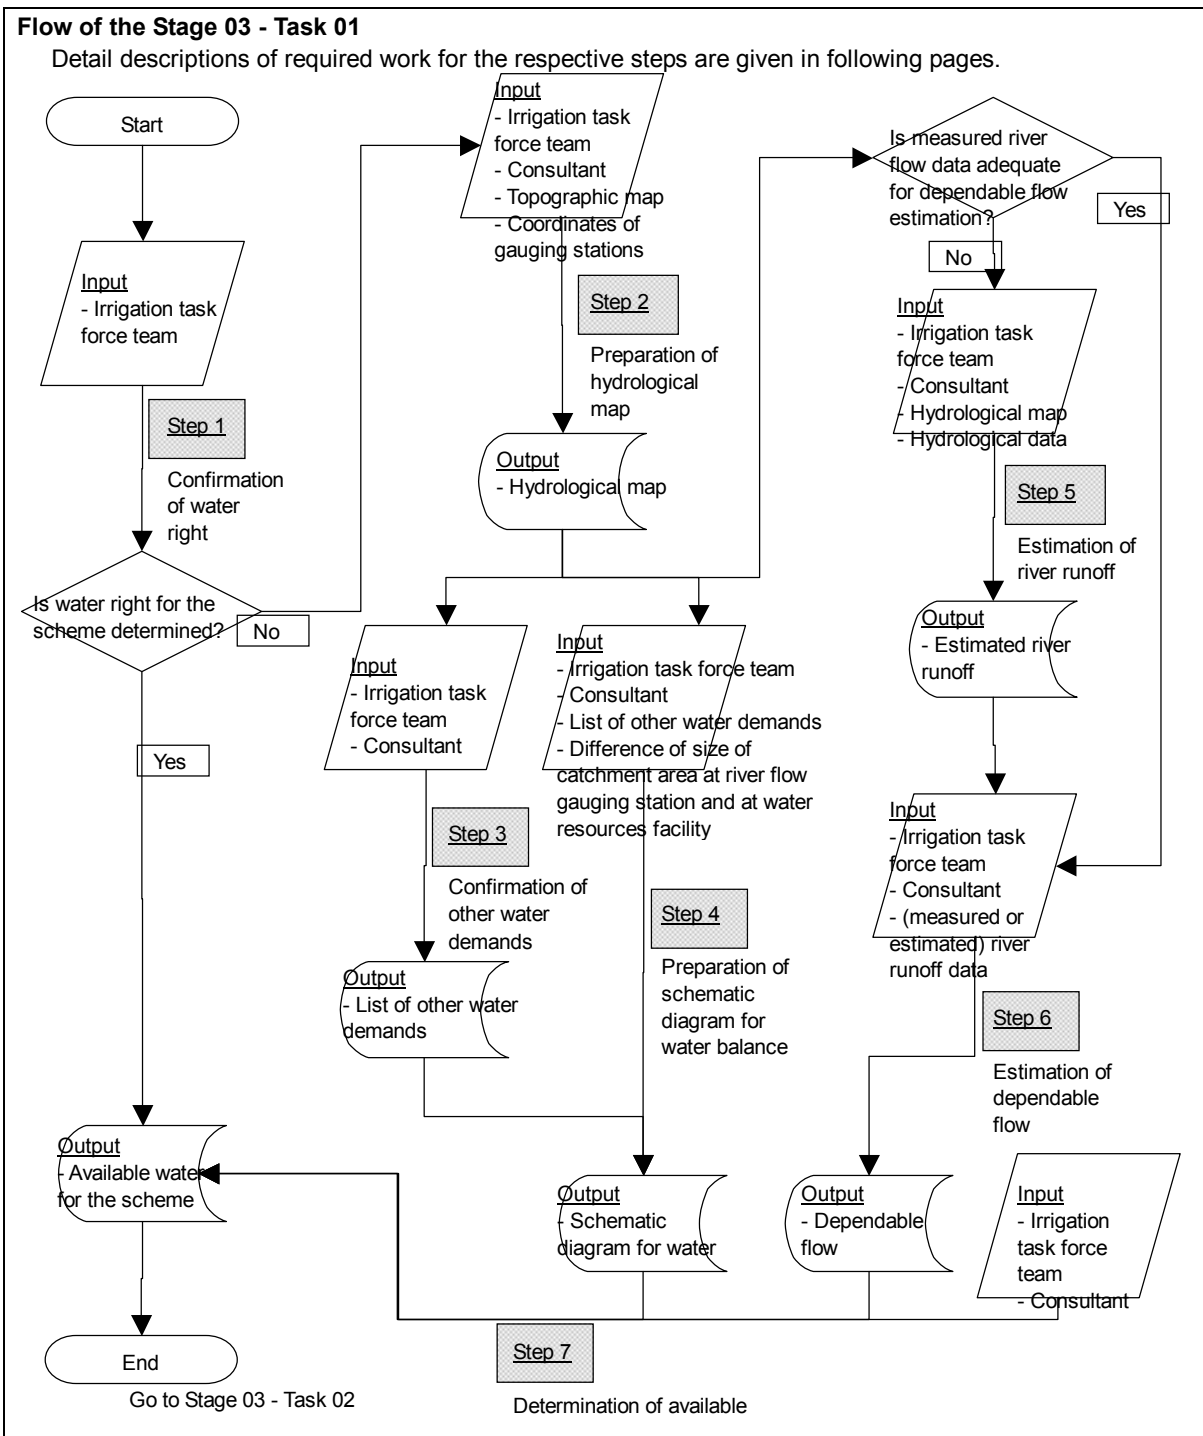 Flow of the Stage 03 - Task 01
Detail descriptions of required work for the respective steps are given in following pages.
Start
Input
- Irrigation task
force team
Step 1
Confirmation
of water
right
Is water right for the
scheme determined?
No
Yes
Output
- Available water
for the scheme
End
Go to Stage 03 - Task 02
Input
- Irrigation task
force team
- Consultant
- Topographic map
- Coordinates of
gauging stations
Step 2
Preparation of
hydrological
map
Output
- Hydrological map
Input
- Irrigation task
force team
- Consultant
Step 3
Confirmation of
other water
demands
Output
- List of other water
demands
Input
- Irrigation task force team
- Consultant
- List of other water demands
- Difference of size of
catchment area at river flow
gauging station and at water
resources facility
Step 4
Preparation of
schematic
diagram for
water balance
Output
- Schematic
diagram for water
Is measured river
flow data adequate
for dependable flow
estimation?
Yes
No
Input
- Irrigation task
force team
- Consultant
- Hydrological map
- Hydrological data
Step 5
Estimation of
river runoff
Output
- Estimated river
runoff
Input
- Irrigation task
force team
- Consultant
- (measured or
estimated) river
runoff data
Step 6
Estimation of
dependable
flow
Output
- Dependable
flow
Input
- Irrigation
task force
team
- Consultant
Step 7
Determination of available